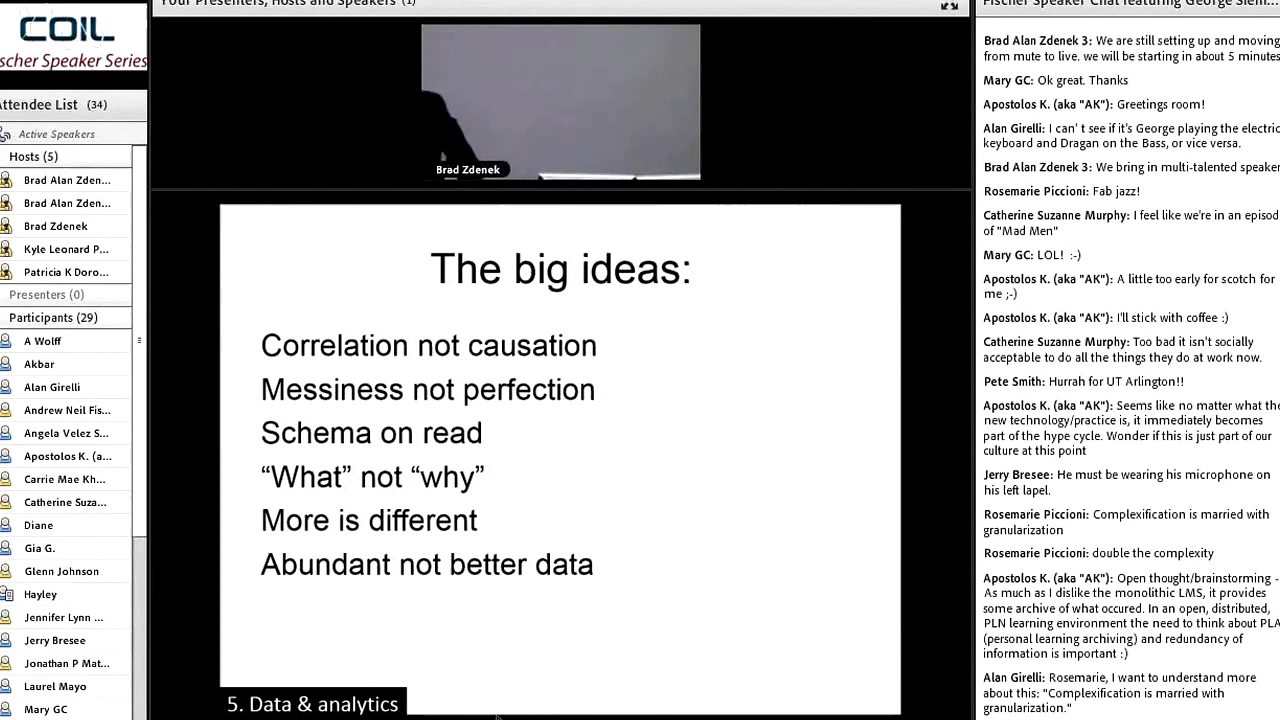 COIL
scher Speaker Series
Attendee List (34)
Active Speakers
Hosts (5)
Brad Alan Zden...
Brad Alan Zden...
Brad Zdenek
Kyle Leonard P...
Patricia K Doro...
Presenters (0)
Participants (29)
A Wolff
Akbar
Alan Girelli
Andrew Neil Fis...
Angela Velez S...
Apostolos K. (a...
Carrie Mae Kh...
Catherine Suza...
Diane
Gia G.
Glenn Johnson
Hayley
Jennifer Lynn ...
Jerry Bresee
Jonathan P Mat...
Laurel Mayo
Mary GC
Your Presenters, Hosts and Speakers (1)
Brad Zdenek
The big ideas:
Correlation not causation
Messiness not perfection
Schema on read
“What” not “why”
More is different
Abundant not better data
5. Data & analytics
Fischer Speaker Chat featuring George Siem...
Brad Alan Zdenek 3: We are still setting up and moving
from mute to live. we will be starting in about 5 minutes
Mary GC: Ok great. Thanks
Apostolos K. (aka "AK"): Greetings room!
Alan Girelli: I can' t see if it's George playing the electric
keyboard and Dragan on the Bass, or vice versa.
Brad Alan Zdenek 3: We bring in multi-talented speaker
Rosemarie Piccioni: Fab jazz!
Catherine Suzanne Murphy: I feel like we're in an episod
of "Mad Men"
Mary GC: LOL! :-)
Apostolos K. (aka "AK"): A little too early for scotch for
me ;-)
Apostolos K. (aka "AK"): I'll stick with coffee :)
Catherine Suzanne Murphy: Too bad it isn't socially
acceptable to do all the things they do at work now.
Pete Smith: Hurrah for UT Arlington!!
Apostolos K. (aka "AK"): Seems like no matter what the
new technology/practice is, it immediately becomes
part of the hype cycle. Wonder if this is just part of our
culture at this point
Jerry Bresee: He must be wearing his microphone on
his left lapel.
Rosemarie Piccioni: Complexification is married with
granularization
Rosemarie Piccioni: double the complexity
Apostolos K. (aka "AK"): Open thought/brainstorming -
As much as I dislike the monolithic LMS, it provides
some archive of what occured. In an open, distributed,
PLN learning environment the need to think about PLA
(personal learning archiving) and redundancy of
information is important :)
Alan Girelli: Rosemarie, I want to understand more
about this: "Complexification is married with
granularization."